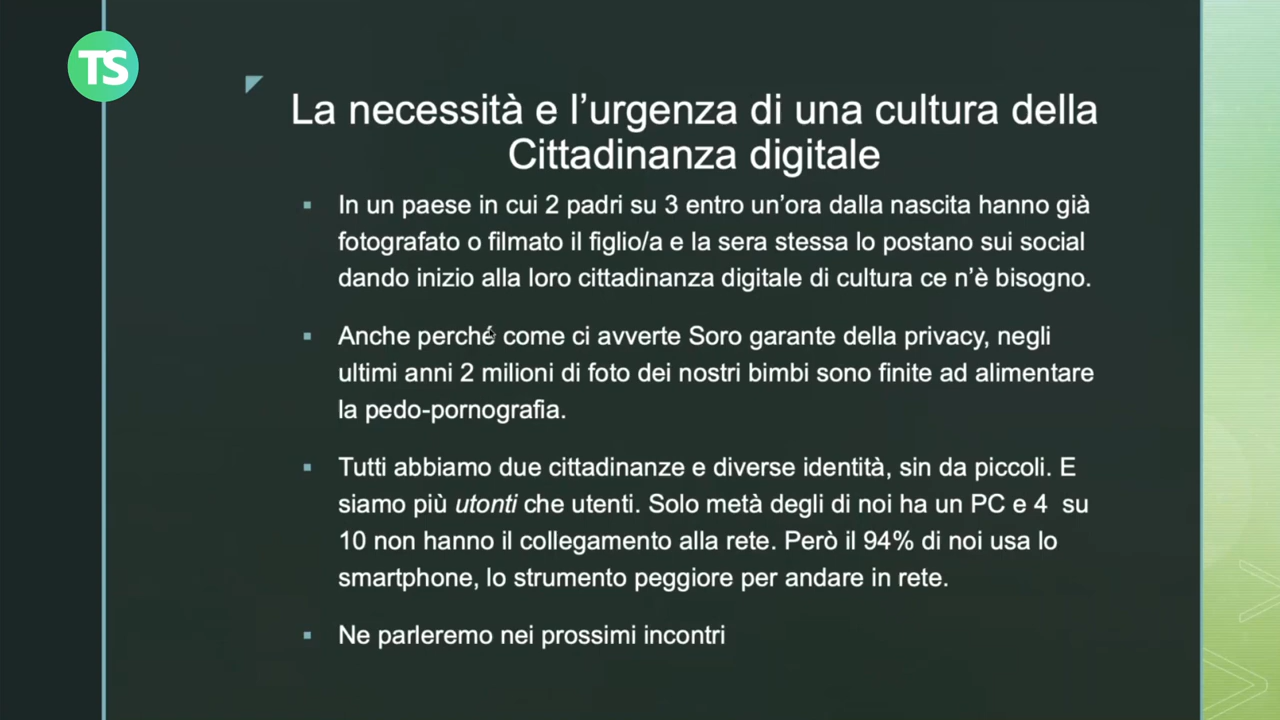 TS
La necessità e l’urgenza di una cultura della
Cittadinanza digitale
In un paese in cui 2 padri su 3 entro un’ora dalla nascita hanno già
fotografato o filmato il figlio/a e la sera stessa lo postano sui social
dando inizio alla loro cittadinanza digitale di cultura ce n’è bisogno.
Anche perché come ci avverte Soro garante della privacy, negli
ultimi anni 2 milioni di foto dei nostri bimbi sono finite ad alimentare
la pedo-pornografia.
Tutti abbiamo due cittadinanze e diverse identità, sin da piccoli. E
siamo più utonti che utenti. Solo metà degli di noi ha un PC e 4 su
10 non hanno il collegamento alla rete. Però il 94% di noi usa lo
smartphone, lo strumento peggiore per andare in rete.
Ne parleremo nei prossimi incontri